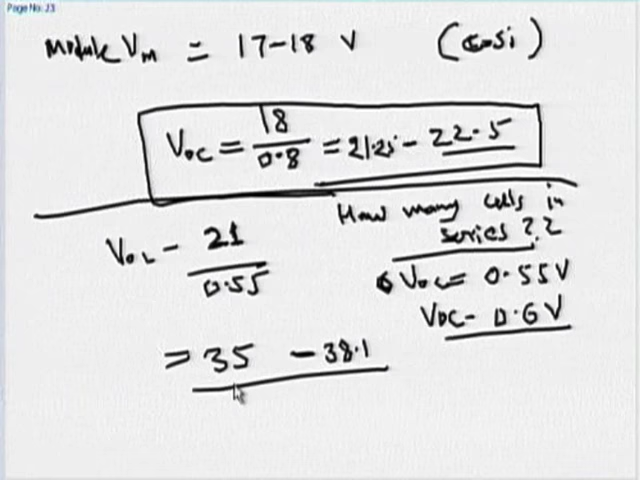 Page No: 23
Module Vm = 17-18 V (c-Si)
Voc = 18 / 0.8 = 21.25 - 22.5
How many cells in
series ??
Voc - 21 / 0.55
Voc = 0.55V
Voc - 0.6 V
= 35 - 38.1